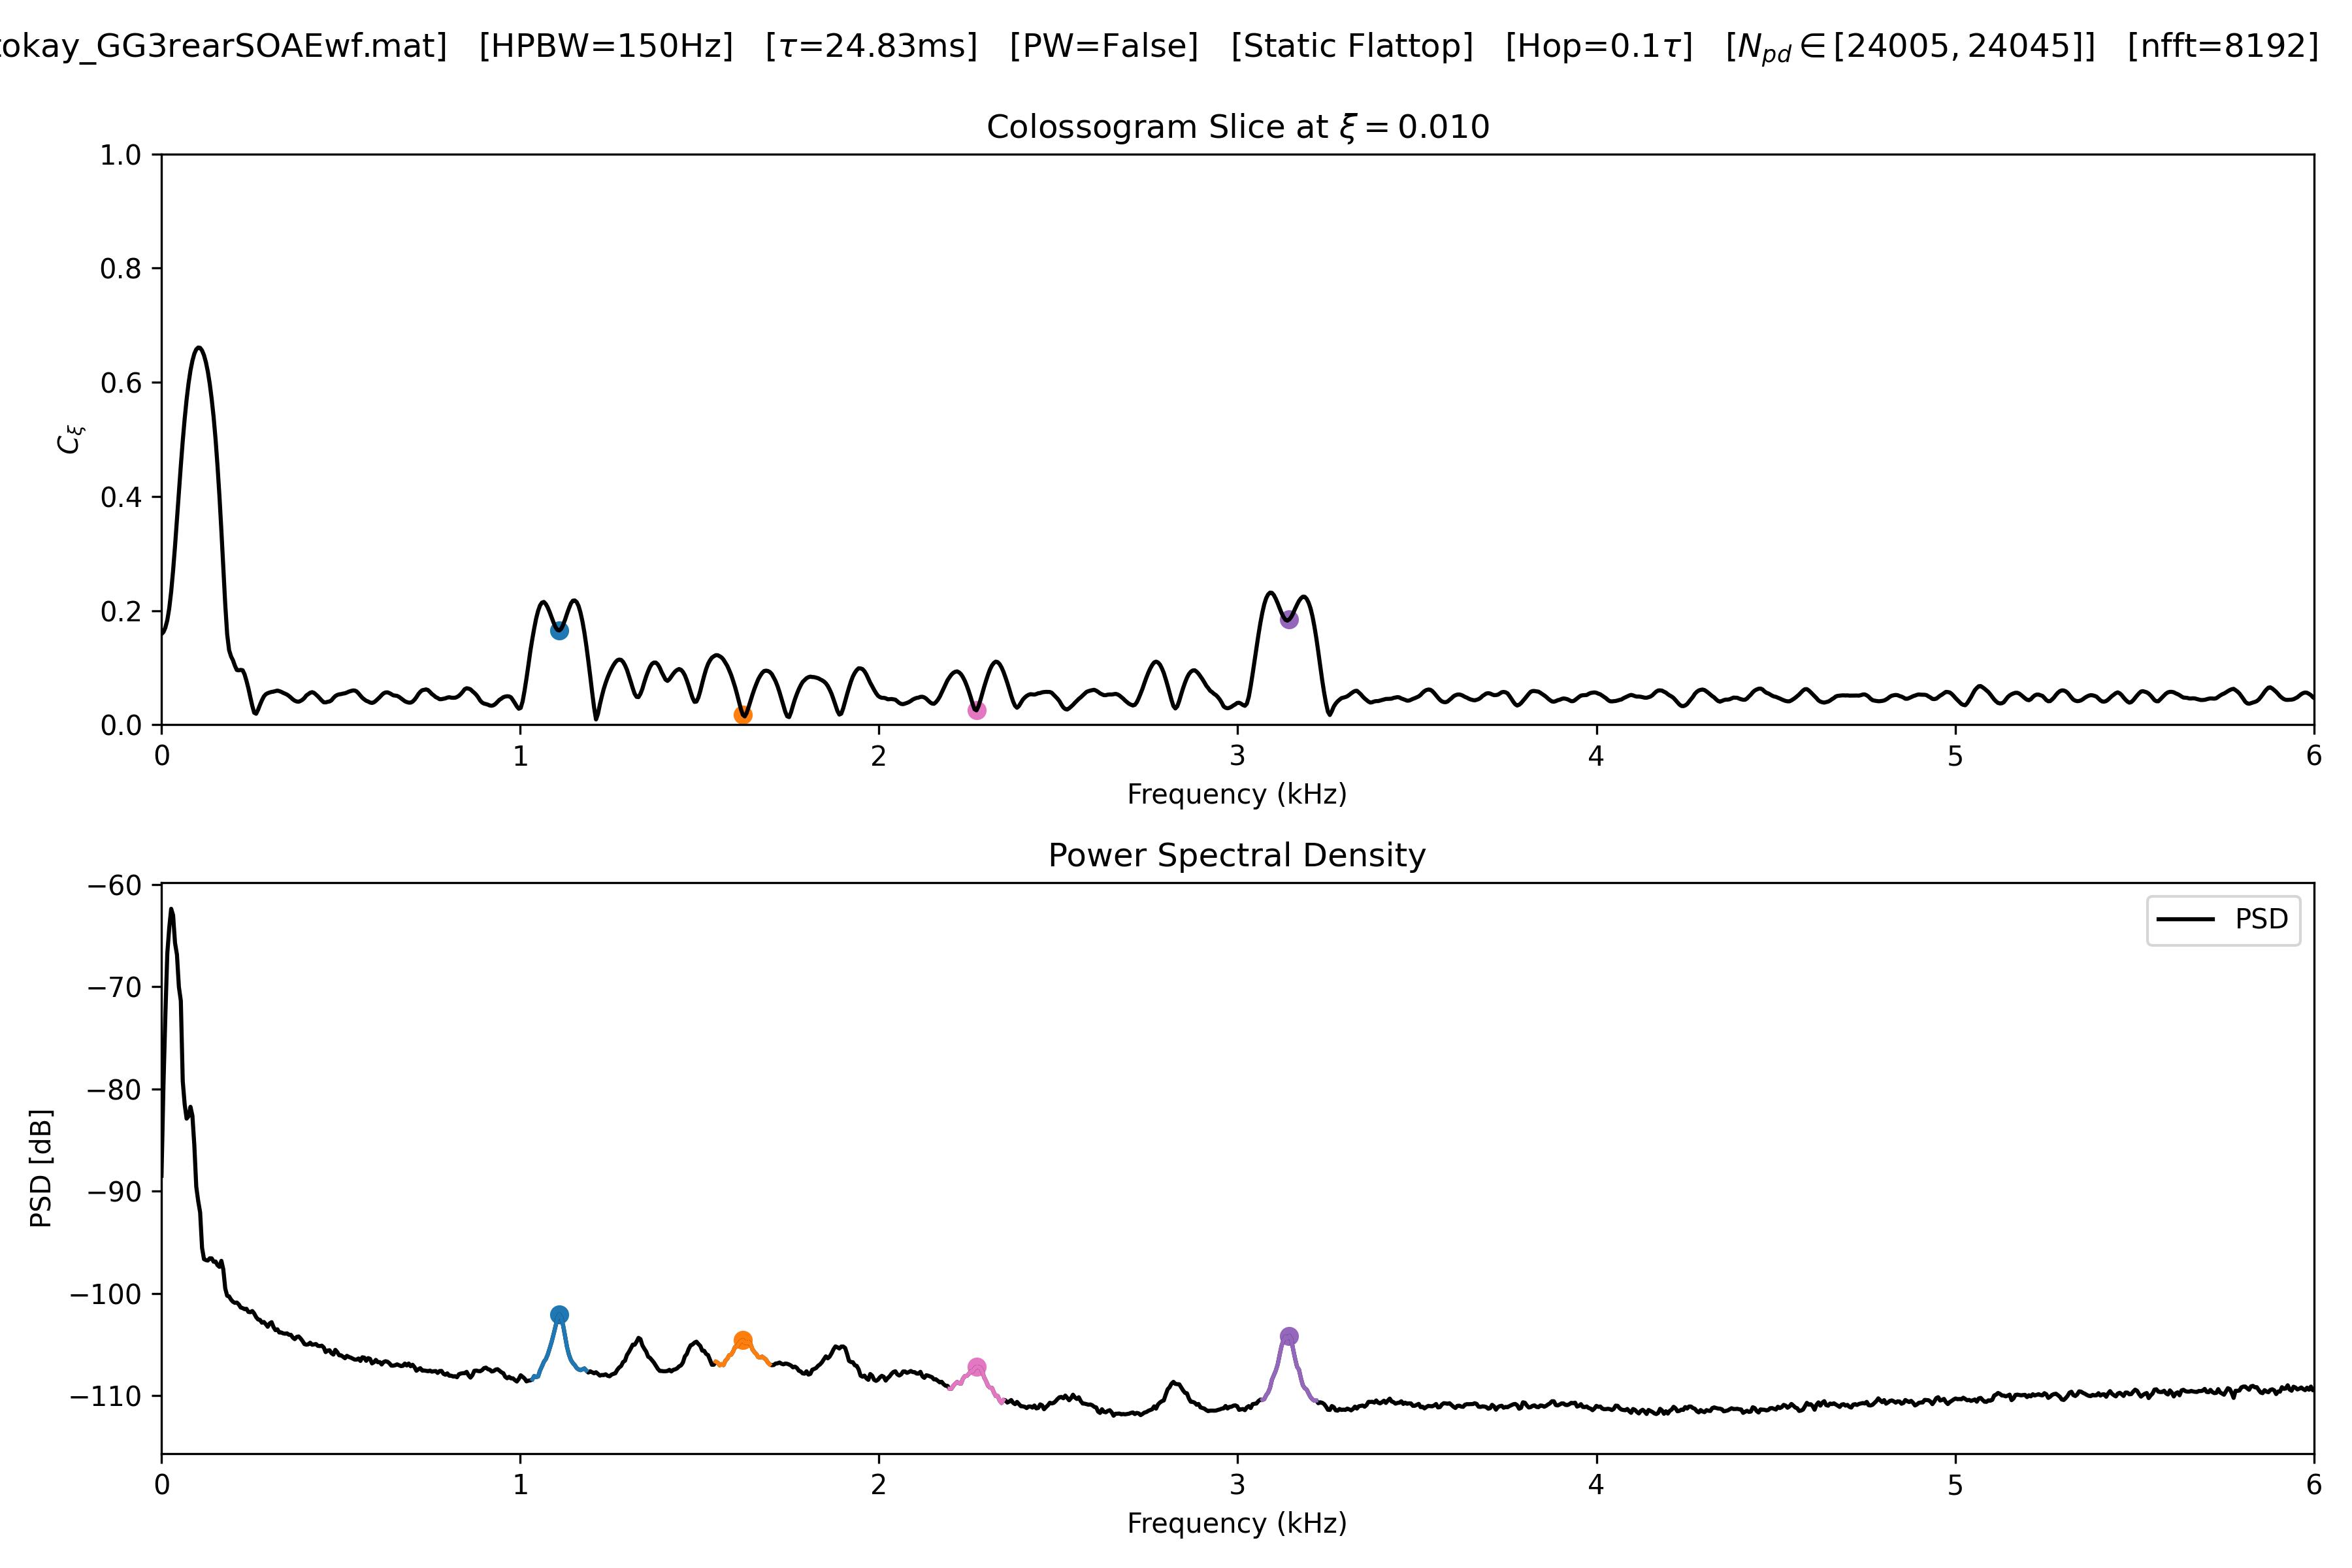 okay_GG3rearSOAEwf.mat] [HPBW=150Hz] [τ=24.83ms] [PW=False] [Static Flattop] [Hop=0.1τ] [N_pd ∈ [24005, 24045]] [nfft=8192]
Colossogram Slice at ξ = 0.010
1.0
0.8
0.6
0.4
0.2
0.0
C_ξ
0 1 2 3 4 5 6
Frequency (kHz)
Power Spectral Density
−60
−70
−80
−90
−100
−110
PSD [dB]
PSD
0 1 2 3 4 5 6
Frequency (kHz)